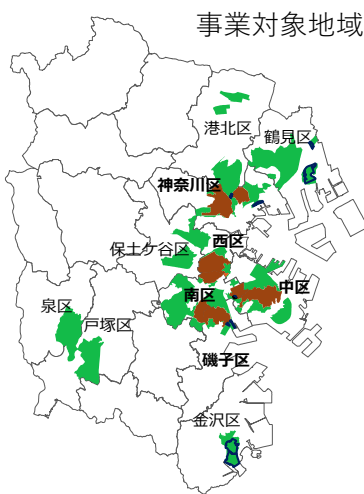 事業対象地域
港北区
鶴見区
神奈川区
西区
保土ケ谷区
中区
南区
泉区
戸塚区
磯子区
金沢区